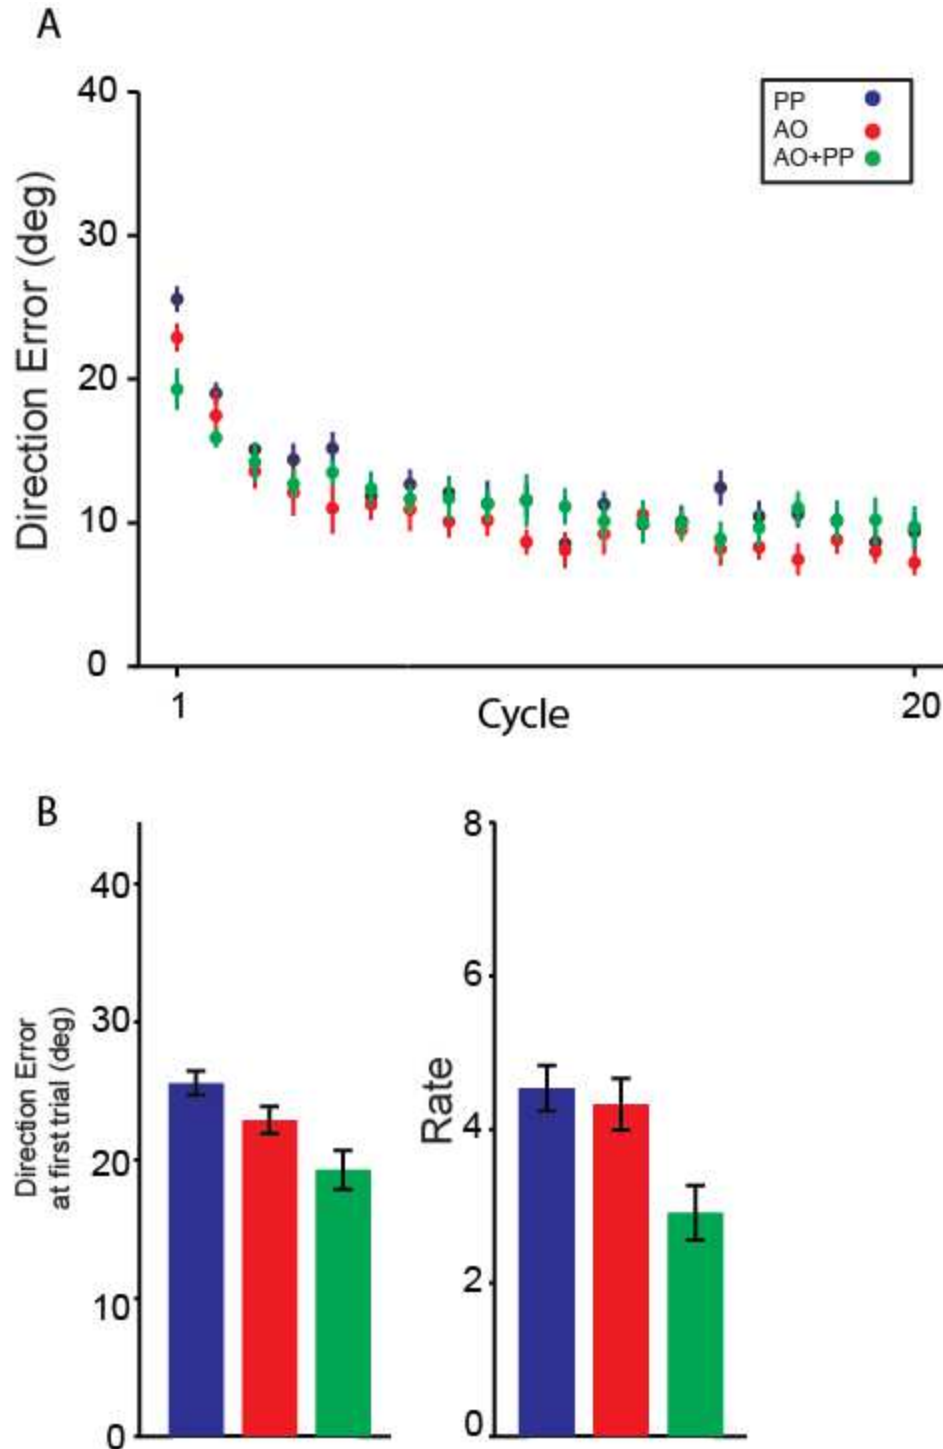 A
40
30
20
10
0
Direction Error (deg)
PP
AO
AO+PP
1
Cycle
20
B
40
30
20
10
0
Direction Error
at first trial (deg)
8
6
4
2
0
Rate